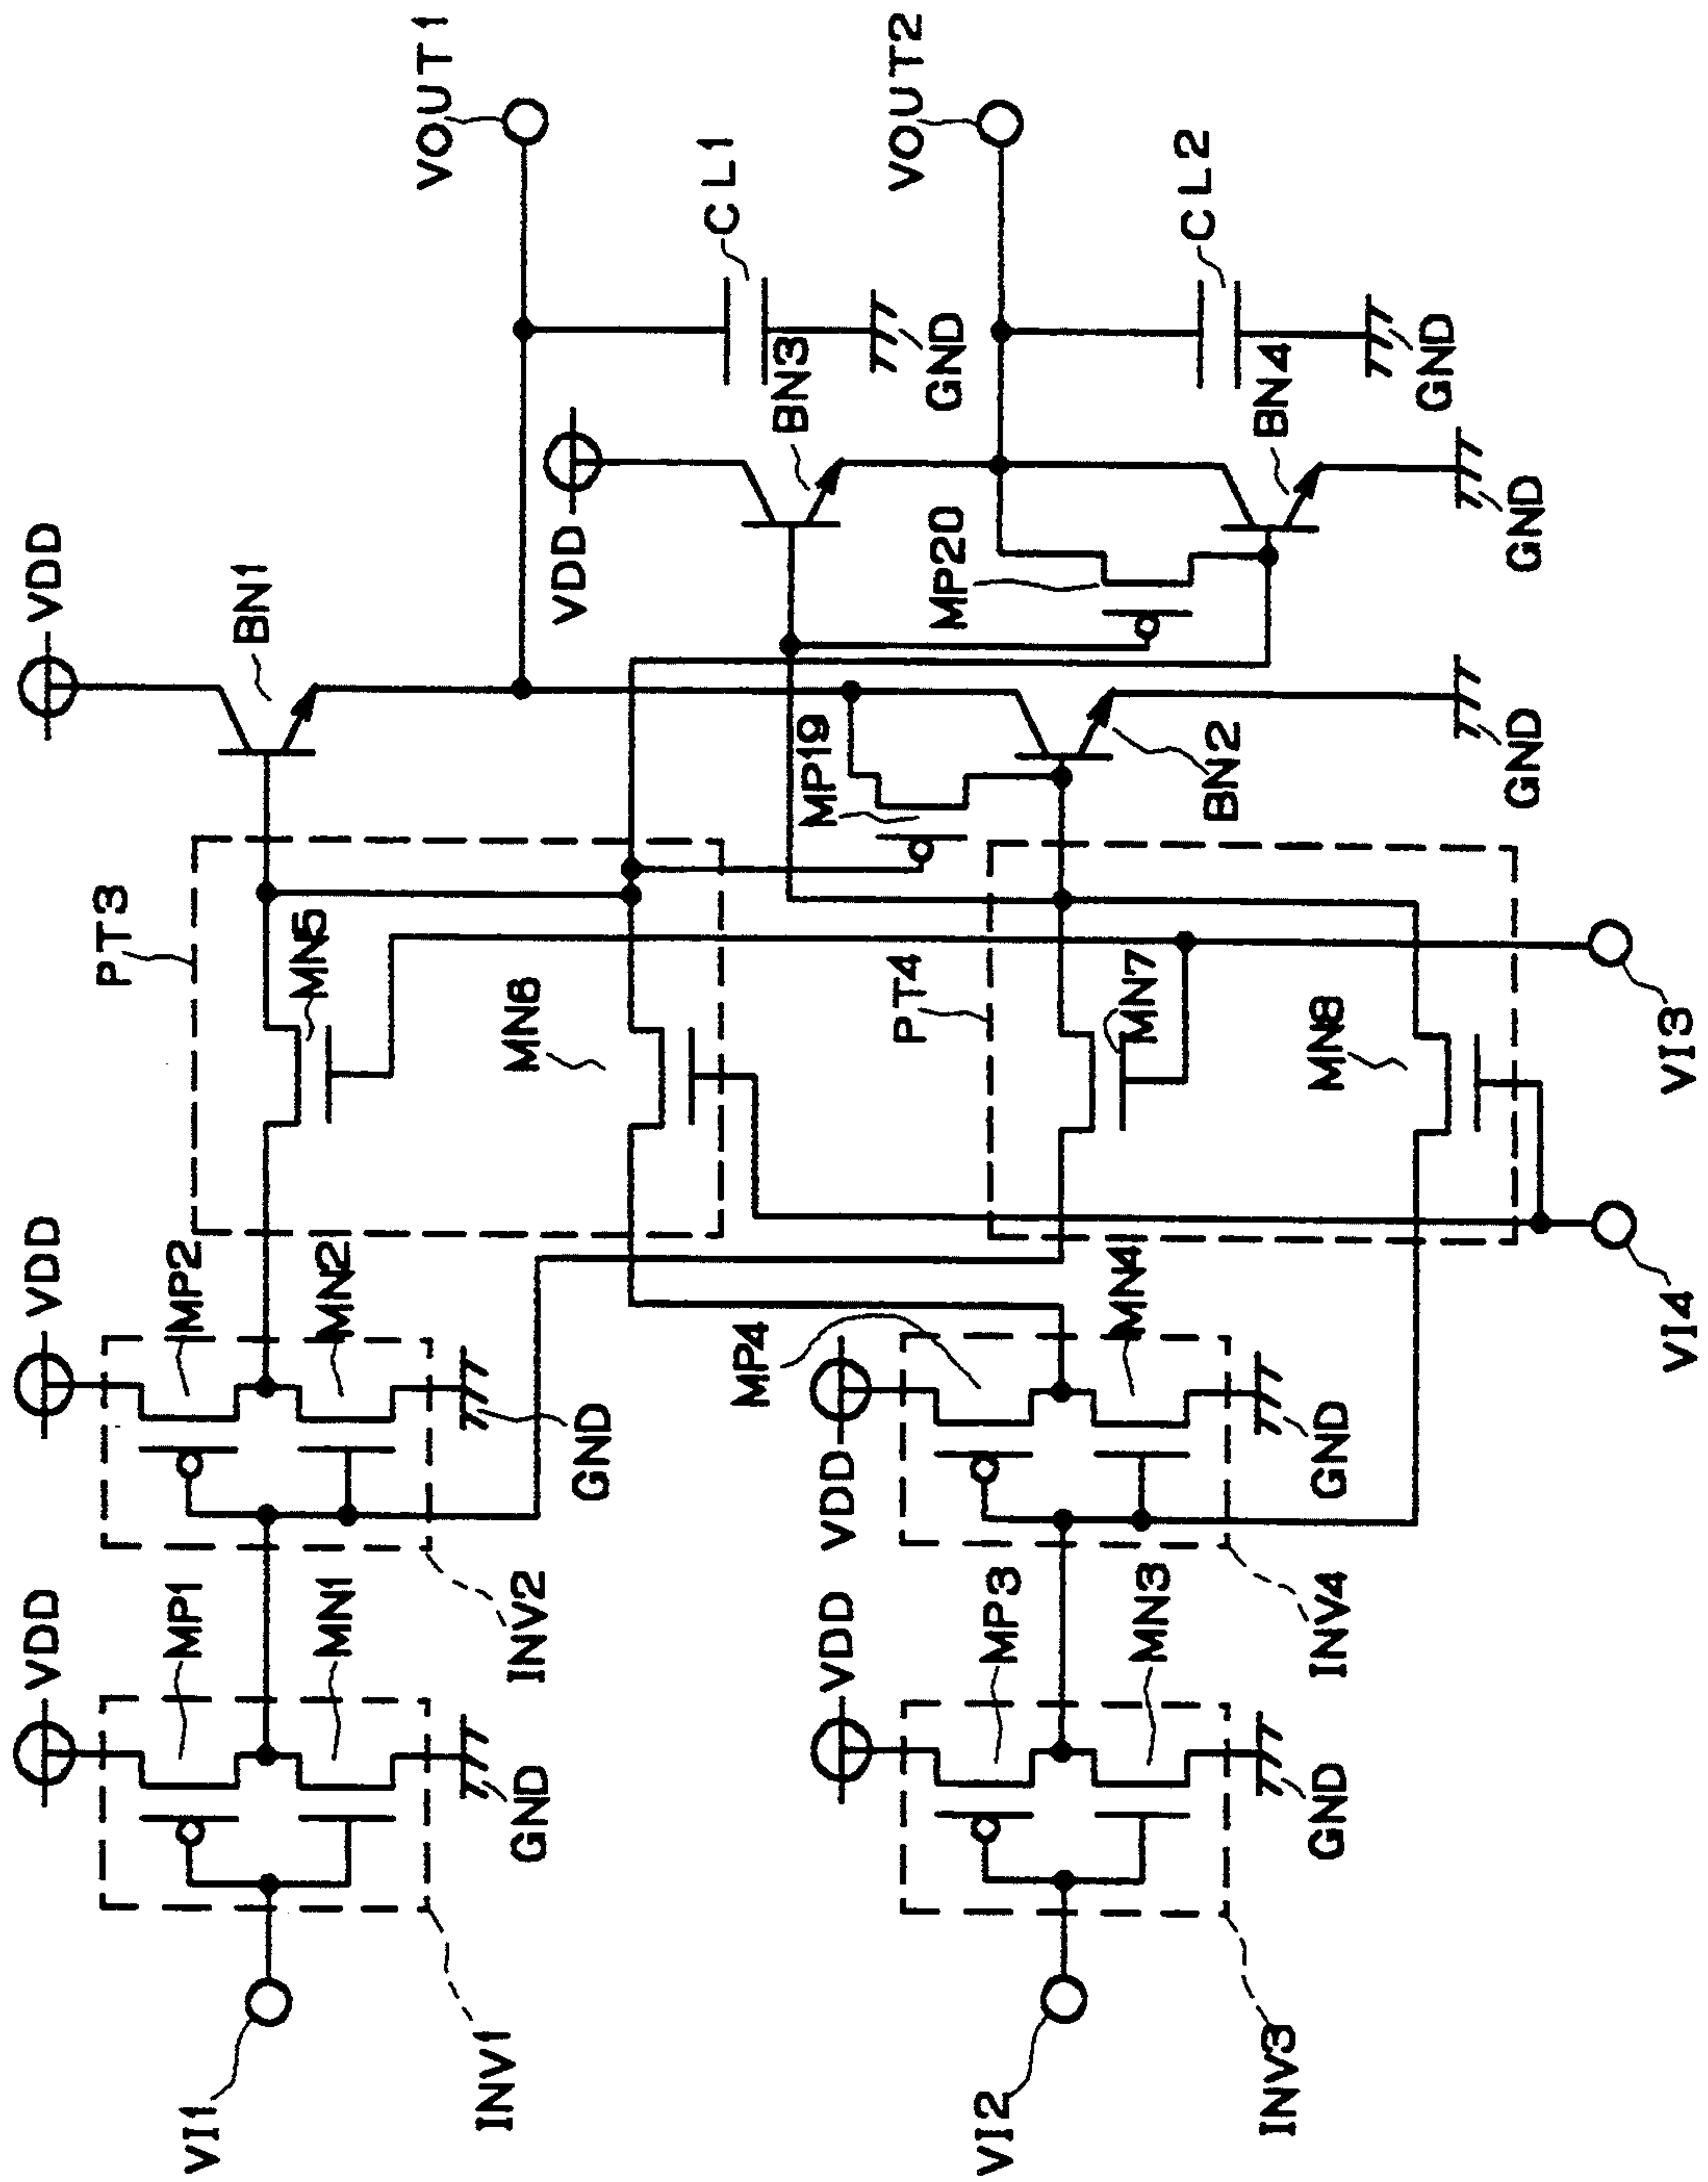 VDD
BN1
VOUT1
CL1
GND
VDD
BN3
VOUT2
CL2
GND
BN4
GND
MP20
MP19
BN2
GND
PT3
MN5
MN6
PT4
MN7
MN8
VI3
VI4
VDD
MP2
MN2
GND
INV2
VDD
MP4
MN4
GND
INV4
VDD
MP1
MN1
GND
INV1
VI1
VDD
MP3
MN3
GND
INV3
VI2